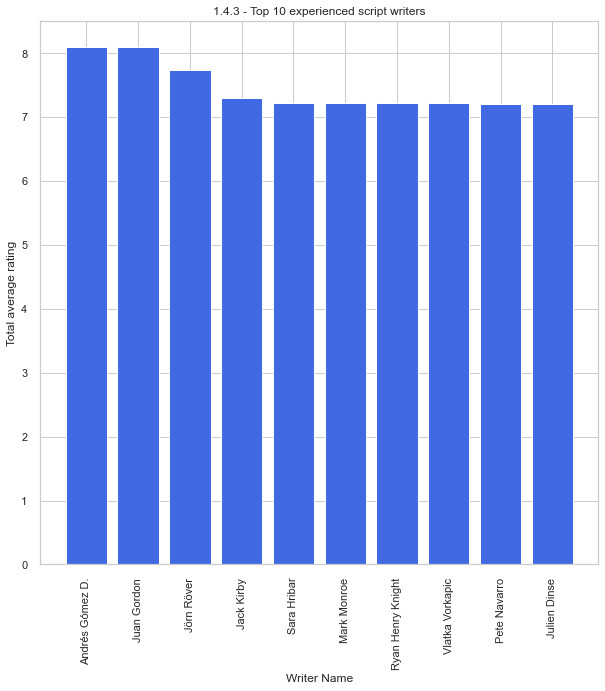 1.4.3 - Top 10 experienced script writers
Total average rating
8
7
6
5
4
3
2
1
0
Andrés Gómez D.
Juan Gordon
Jörn Röver
Jack Kirby
Sara Hribar
Mark Monroe
Ryan Henry Knight
Vlatka Vorkapic
Pete Navarro
Julien Dinse
Writer Name